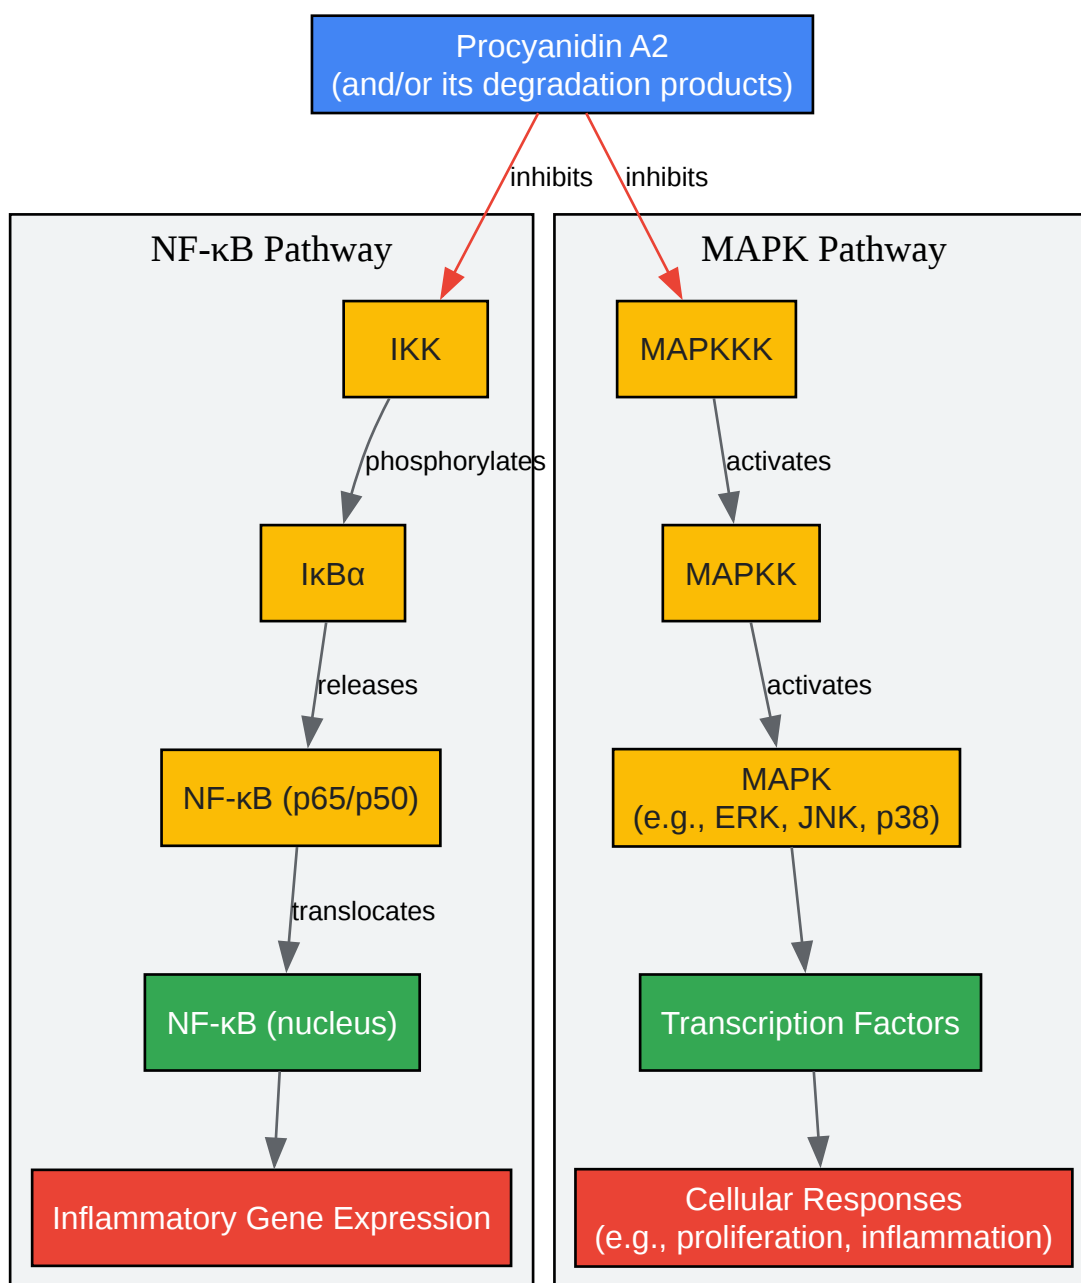 Procyanidin A2
(and/or its degradation products)
inhibits
inhibits
NF-κB Pathway
IKK
phosphorylates
IκBα
releases
NF-κB (p65/p50)
translocates
NF-κB (nucleus)
Inflammatory Gene Expression
MAPK Pathway
MAPKKK
activates
MAPKK
activates
MAPK
(e.g., ERK, JNK, p38)
Transcription Factors
Cellular Responses
(e.g., proliferation, inflammation)